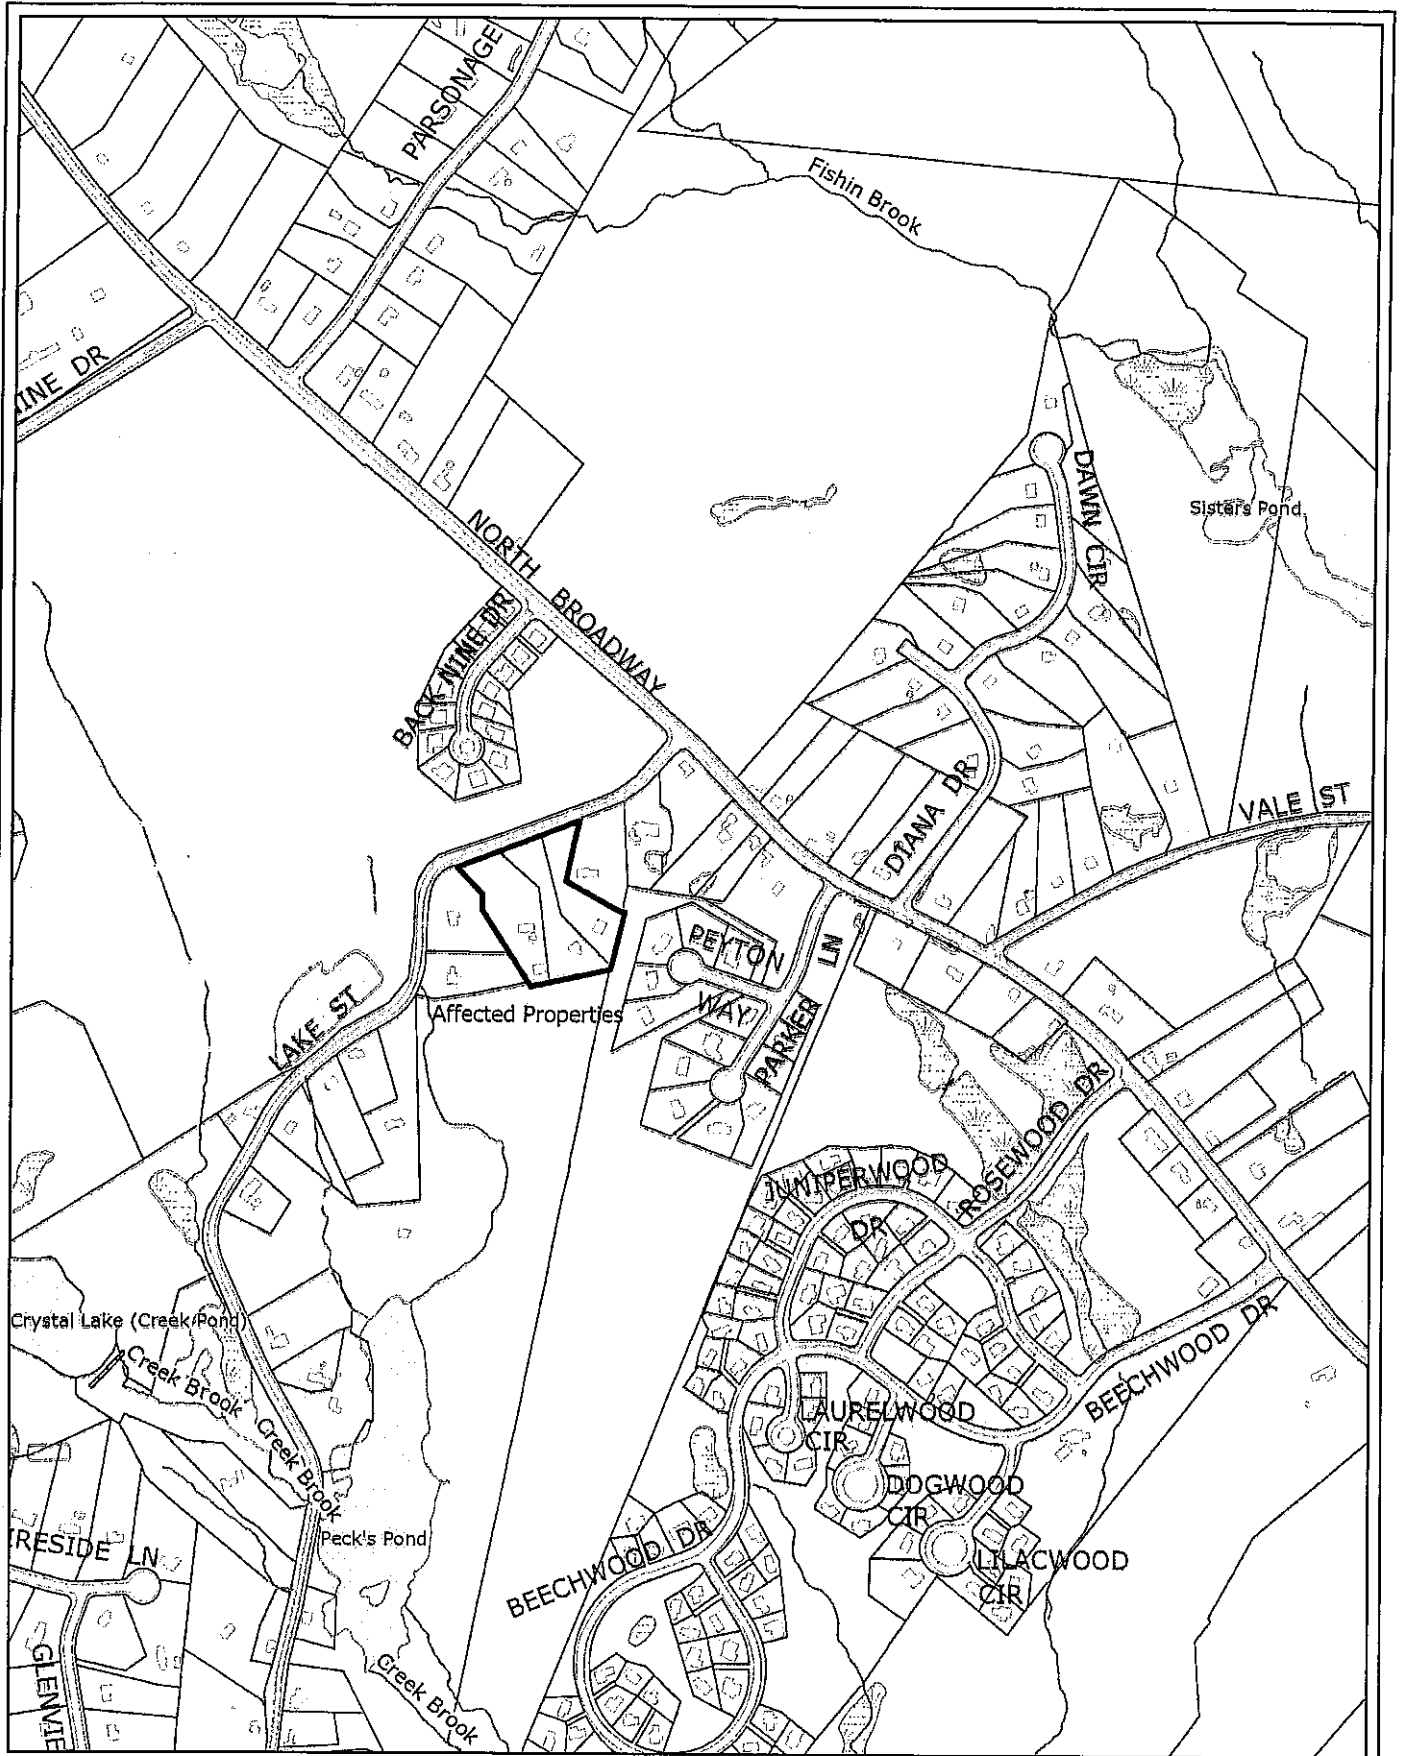 PARSONAGE
Fishin Brook
INE DR
DAWN CIR
Sisters Pond
NORTH BROADWAY
BACK NINE DR
DIANA DR
VALE ST
PEYTON
WAY
LN
PARKER
Affected Properties
LAKE ST
ROSEWOOD DR
JUNIPERWOOD
DR
Crystal Lake (Creek Pond)
Creek Brook
Creek Brook
BEECHWOOD DR
LAURELWOOD
CIR
DOGWOOD
CIR
Peck's Pond
RESIDE LN
BEECHWOOD DR
LILACWOOD
CIR
GLENVIE
Creek Brook